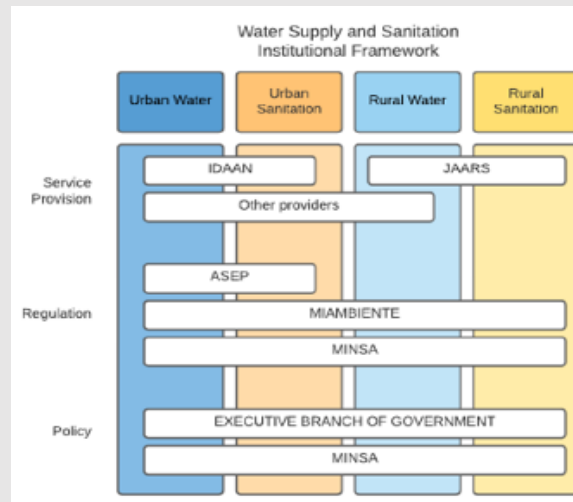 Water Supply and Sanitation
Institutional Framework
Urban Water
Urban
Sanitation
Rural Water
Rural
Sanitation
Service
Provision
IDAAN
JAARS
Other providers
Regulation
ASEP
MIAMBIENTE
MINSA
Policy
EXECUTIVE BRANCH OF GOVERNMENT
MINSA